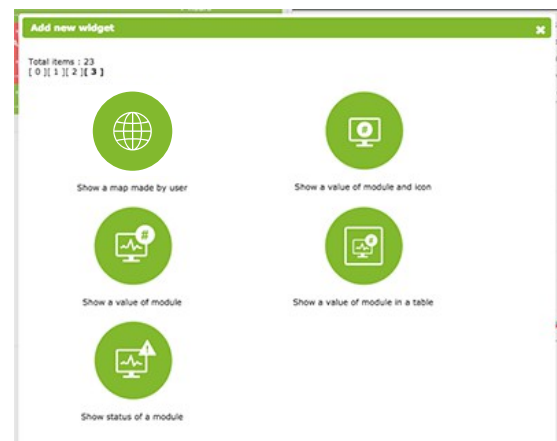 Add new widget
Total items : 23
[ 0 ][ 1 ][ 2 ][ 3 ]
#
Show a map made by user
Show a value of module and icon
#
#
Show a value of module
Show a value of module in a table
!
Show status of a module